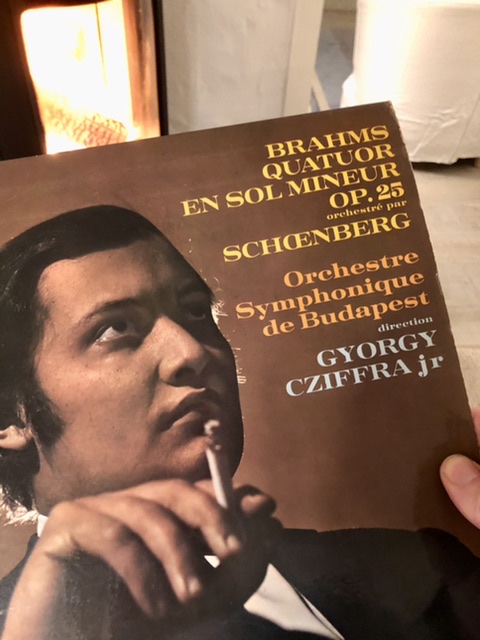 BRAHMS
QUATUOR
EN SOL MINEUR
OP. 25
orchestré par
SCHŒNBERG
Orchestre
Symphonique
de Budapest
direction
GYORGY
CZIFFRA jr